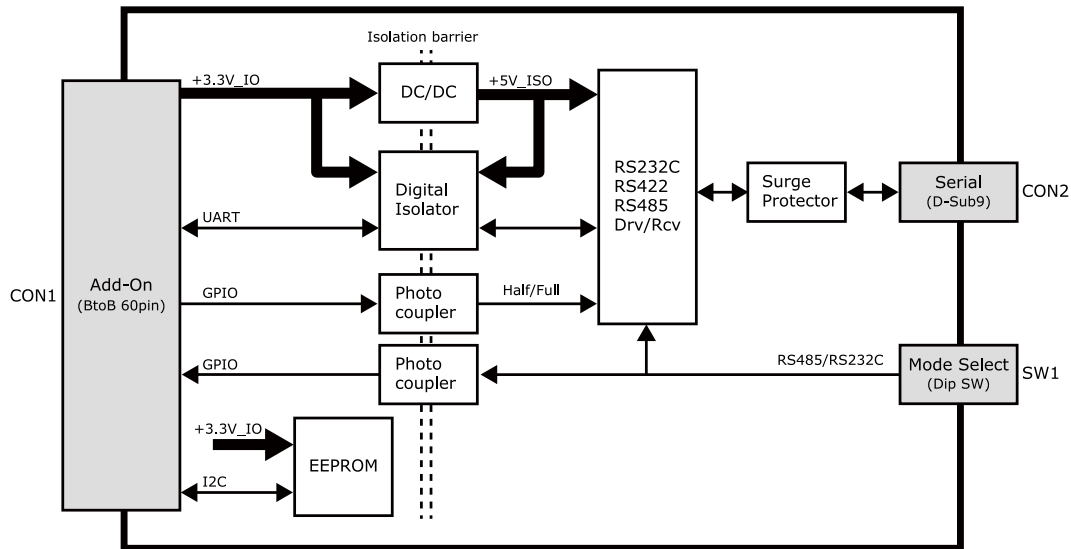 Isolation barrier
+3.3V_IO
DC/DC
+5V_ISO
RS232C
RS422
RS485
Drv/Rcv
Digital
Isolator
UART
Surge
Protector
Serial
(D-Sub9)
CON2
CON1
Add-On
(BtoB 60pin)
GPIO
Photo
coupler
Half/Full
GPIO
Photo
coupler
RS485/RS232C
Mode Select
(Dip SW)
SW1
+3.3V_IO
EEPROM
I2C